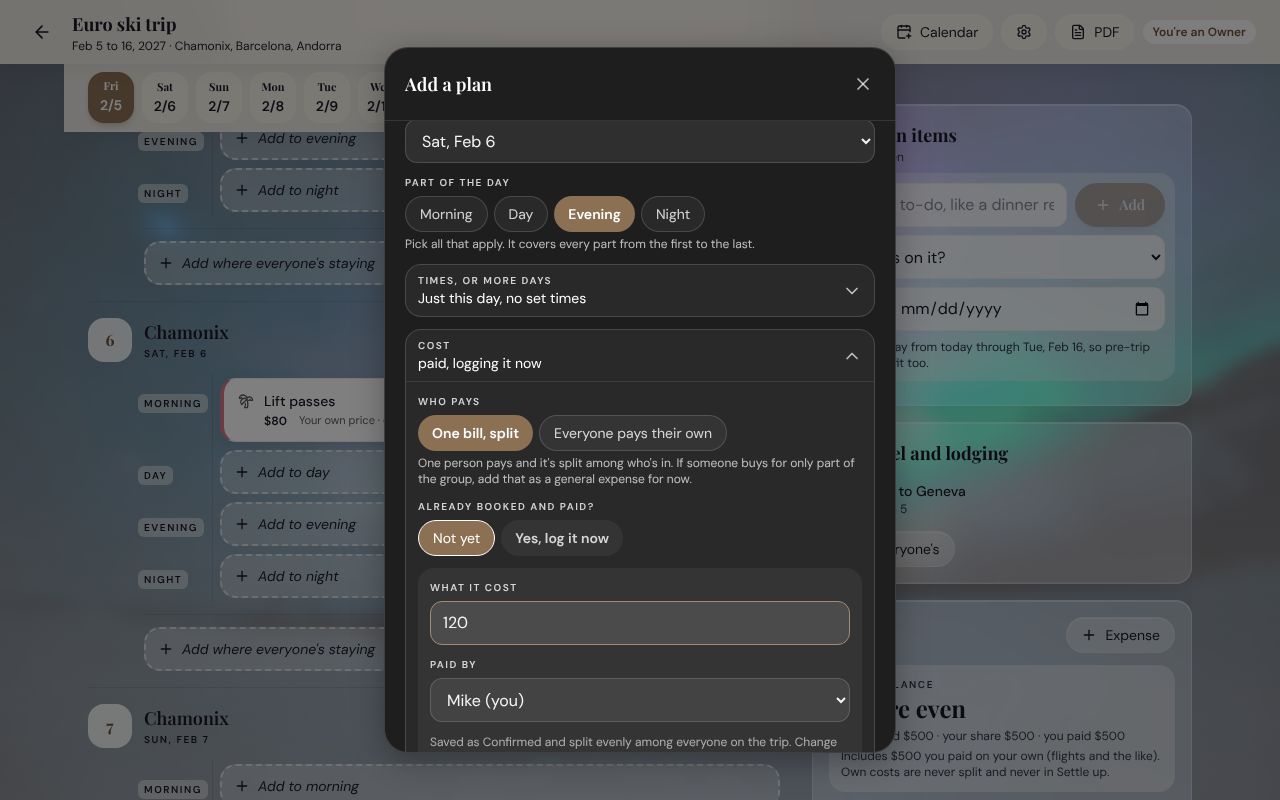 Euro ski trip
Feb 5 to 16, 2027 · Chamonix, Barcelona, Andorra
Calendar
PDF
You're an Owner
Fri
2/5
Sat
2/6
Sun
2/7
Mon
2/8
Tue
2/9
EVENING
Add to evening
NIGHT
Add to night
Add where everyone's staying
6
Chamonix
SAT, FEB 6
MORNING
Lift passes
$80 Your own price ·
DAY
Add to day
EVENING
Add to evening
NIGHT
Add to night
Add where everyone's staying
7
Chamonix
SUN, FEB 7
MORNING
Add to morning
Add a plan
Sat, Feb 6
PART OF THE DAY
Morning
Day
Evening
Night
Pick all that apply. It covers every part from the first to the last.
TIMES, OR MORE DAYS
Just this day, no set times
COST
paid, logging it now
WHO PAYS
One bill, split
Everyone pays their own
One person pays and it's split among who's in. If someone buys for only part of
the group, add that as a general expense for now.
ALREADY BOOKED AND PAID?
Not yet
Yes, log it now
WHAT IT COST
120
PAID BY
Mike (you)
Saved as Confirmed and split evenly among everyone on the trip. Change
items
to-do, like a dinner
Add
on it?
mm/dd/yyyy
from today through Tue, Feb 16, so pre-trip
it too.
and lodging
to Geneva
5
Expense
even
$500 · your share $500 · you paid $500
Includes $500 you paid on your own (flights and the like).
Own costs are never split and never in Settle up.